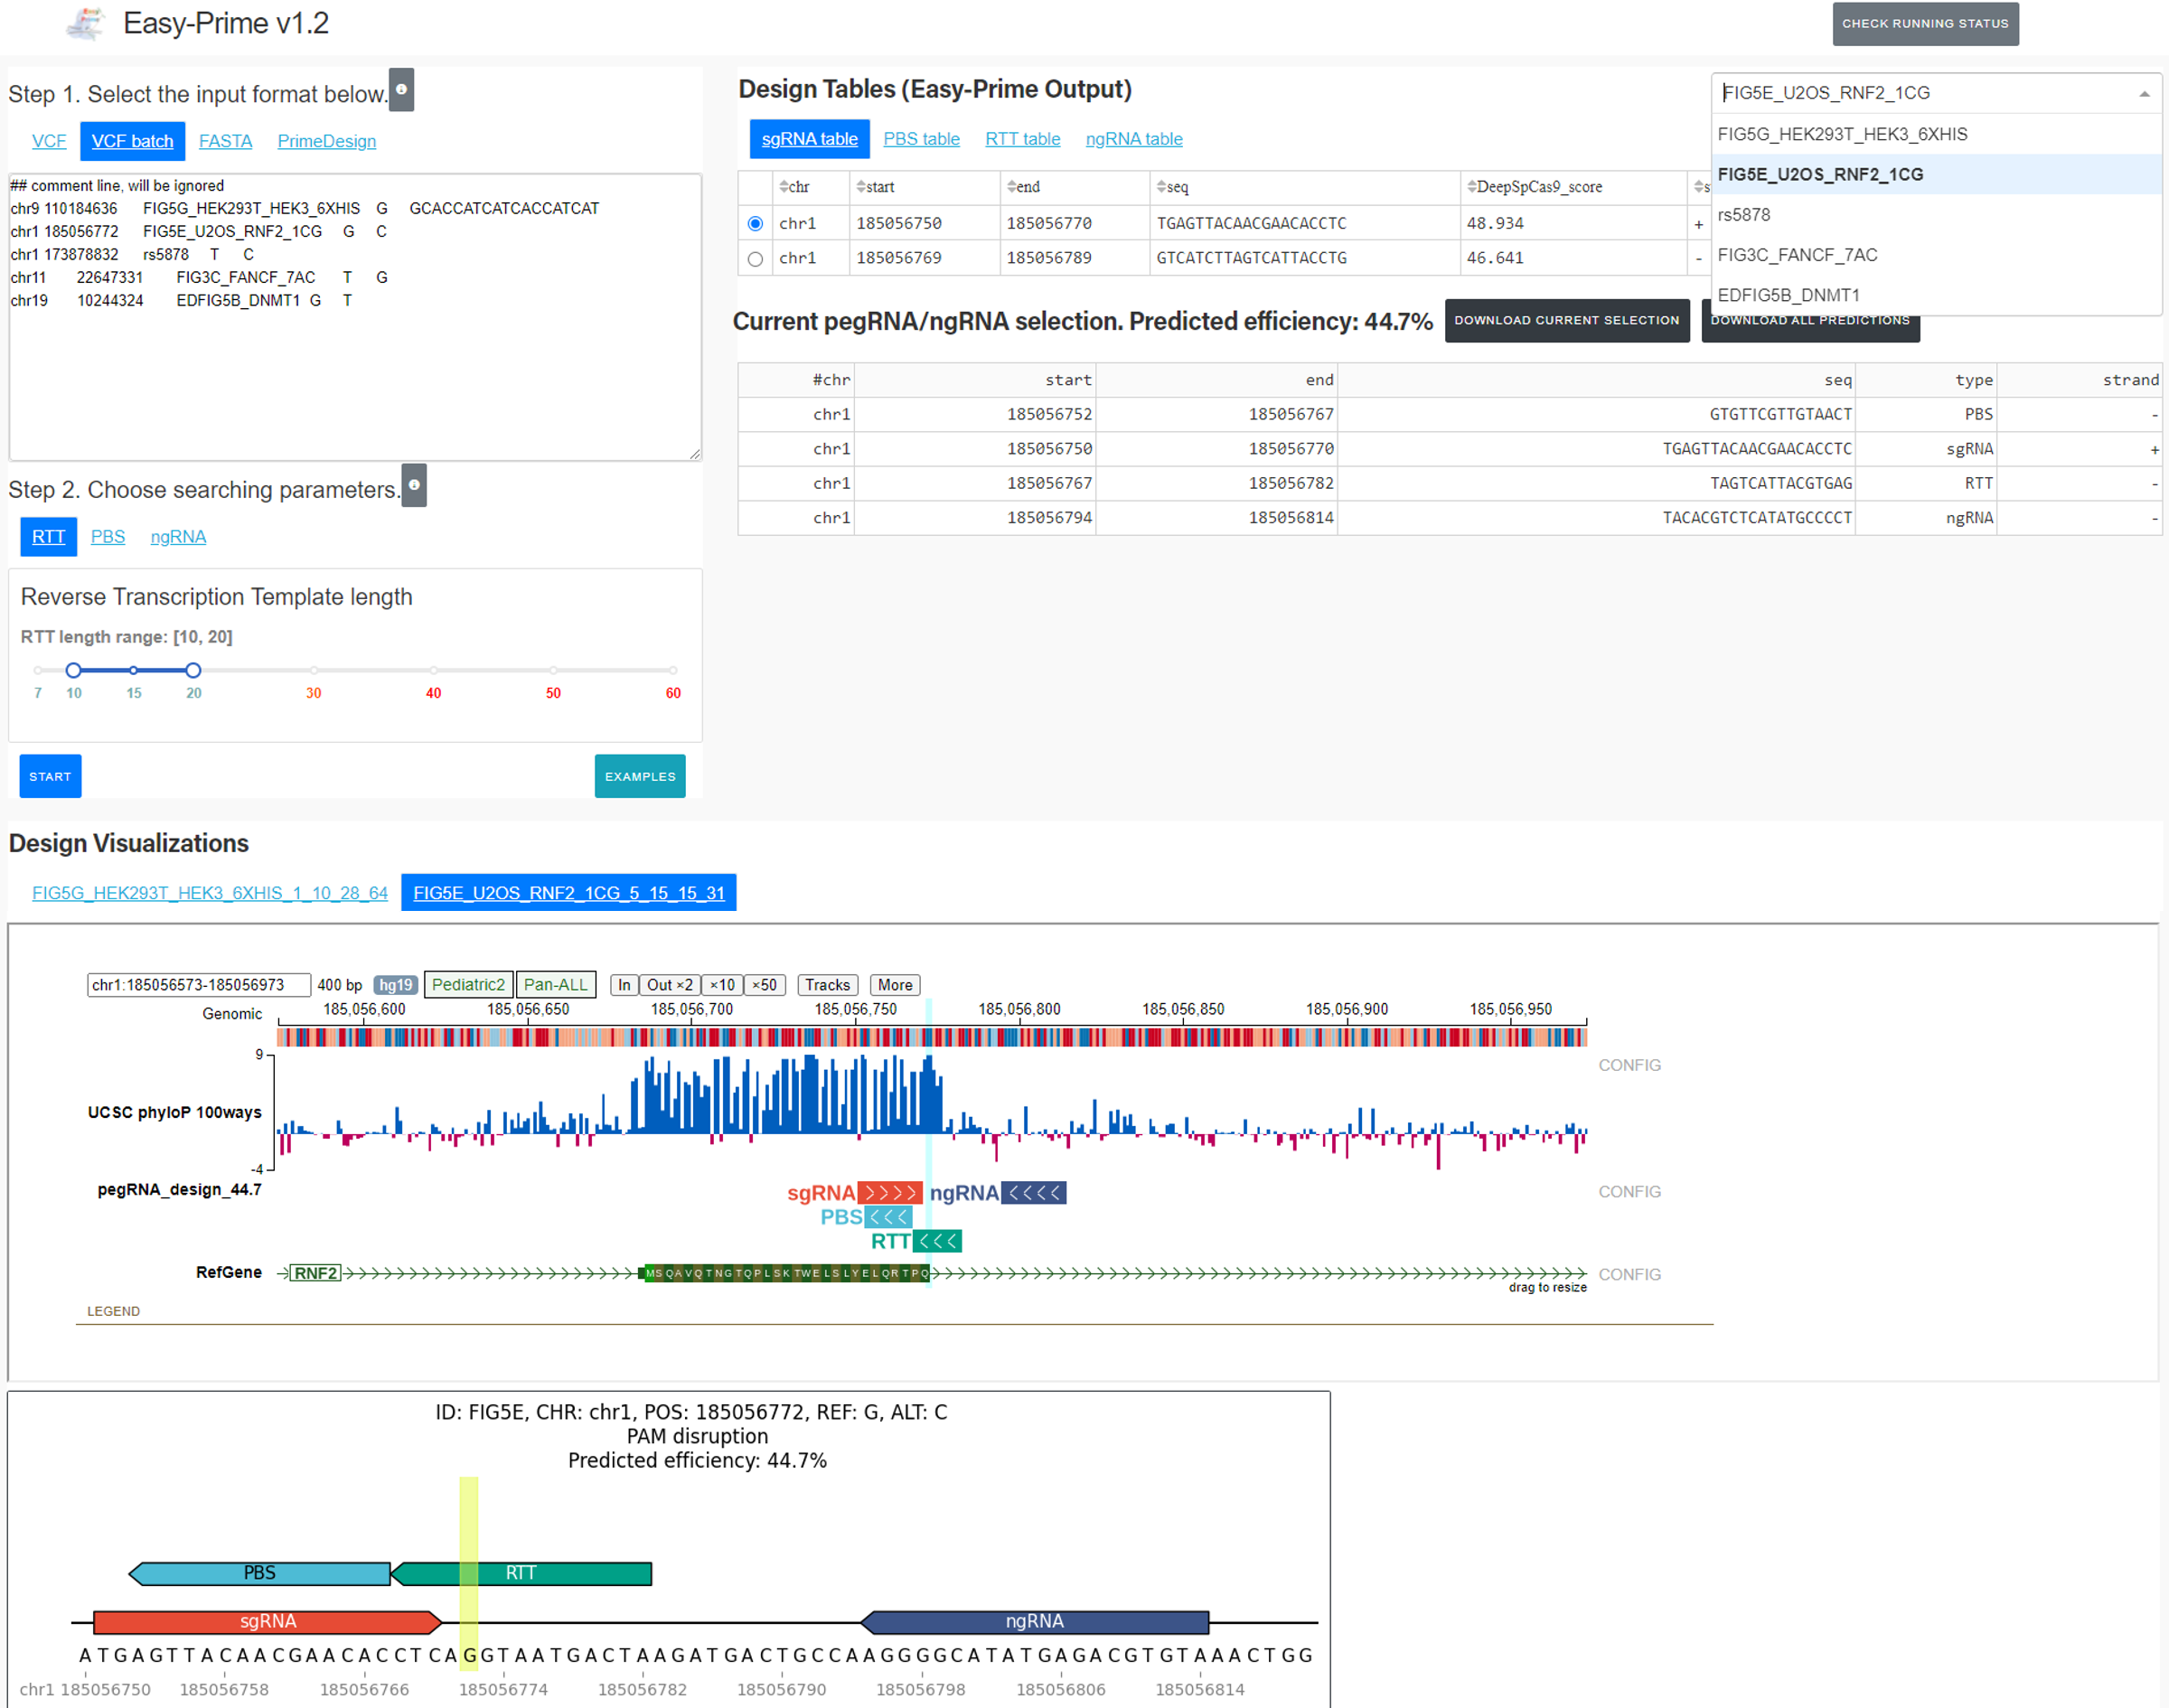 Easy-Prime v1.2
CHECK RUNNING STATUS
Step 1. Select the input format below.
VCF VCF batch FASTA PrimeDesign
## comment line, will be ignored
chr9 110184636 FIG5G_HEK293T_HEK3_6XHIS G GCACCATCATCACCATCAT
chr1 185056772 FIG5E_U2OS_RNF2_1CG G C
chr1 173878832 rs5878 T C
chr11 22647331 FIG3C_FANCF_7AC T G
chr19 10244324 EDFIG5B_DNMT1 G T
Step 2. Choose searching parameters.
RTT PBS ngRNA
Reverse Transcription Template length
RTT length range: [10, 20]
7 10 15 20 30 40 50 60
START EXAMPLES
Design Tables (Easy-Prime Output)
FIG5E_U2OS_RNF2_1CG
FIG5G_HEK293T_HEK3_6XHIS
FIG5E_U2OS_RNF2_1CG
rs5878
FIG3C_FANCF_7AC
EDFIG5B_DNMT1
sgRNA table PBS table RTT table ngRNA table
chr start end seq DeepSpCas9_score s
chr1 185056750 185056770 TGAGTTACAACGAACACCTC 48.934 +
chr1 185056769 185056789 GTCATCTTAGTCATTACCTG 46.641 -
Current pegRNA/ngRNA selection. Predicted efficiency: 44.7% DOWNLOAD CURRENT SELECTION DOWNLOAD ALL PREDICTIONS
#chr start end seq type strand
chr1 185056752 185056767 GTGTTCGTTGTAACT PBS -
chr1 185056750 185056770 TGAGTTACAACGAACACCTC sgRNA +
chr1 185056767 185056782 TAGTCATTACGTGAG RTT -
chr1 185056794 185056814 TACACGTCTCATATGCCCCT ngRNA -
Design Visualizations
FIG5G_HEK293T_HEK3_6XHIS_1_10_28_64 FIG5E_U2OS_RNF2_1CG_5_15_15_31
chr1:185056573-185056973 400 bp hg19 Pediatric2 Pan-ALL In Out ×2 ×10 ×50 Tracks More
Genomic 185,056,600 185,056,650 185,056,700 185,056,750 185,056,800 185,056,850 185,056,900 185,056,950
9
CONFIG
UCSC phyloP 100ways
-4
pegRNA_design_44.7 sgRNA ngRNA CONFIG
PBS
RTT
RefGene RNF2 MSQAVQTNGTQPLSKTWELSLYELQRTPQ CONFIG
drag to resize
LEGEND
ID: FIG5E, CHR: chr1, POS: 185056772, REF: G, ALT: C
PAM disruption
Predicted efficiency: 44.7%
PBS RTT
sgRNA ngRNA
ATGAGTTACAACGAACACCTCAGGTAATGACTAAGATGACTGCCAAGGGGCATATGAGACGTGTAAACTGG
chr1 185056750 185056758 185056766 185056774 185056782 185056790 185056798 185056806 185056814